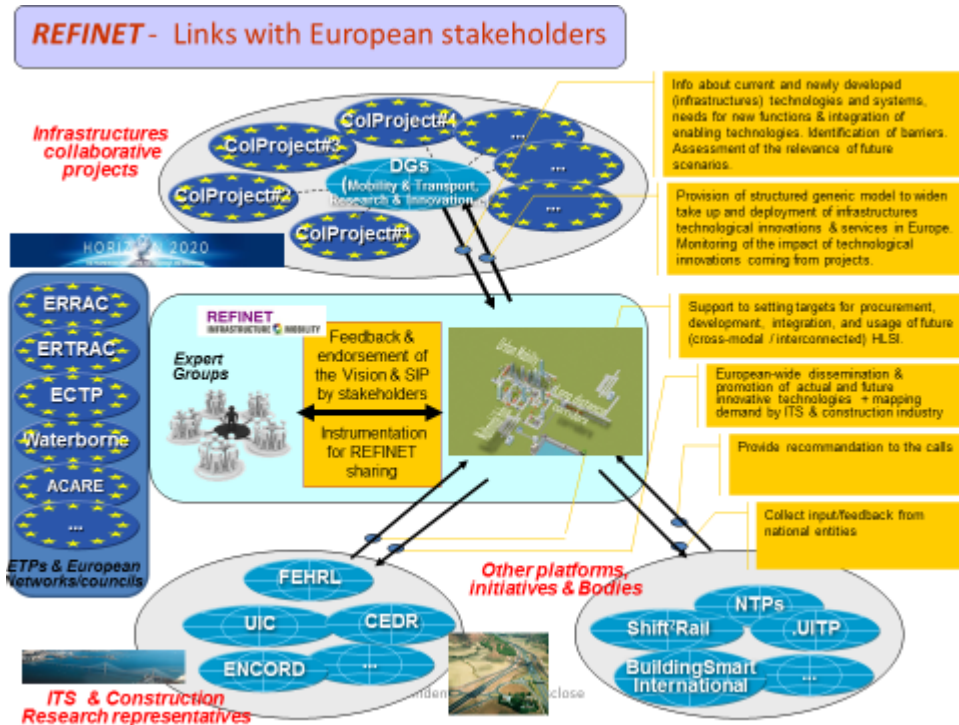 REFINET - Links with European stakeholders
Infrastructures
collaborative
projects
ColProject#4
...
ColProject#3
...
DGs
(Mobility & Transport,
Research & Innovation
ColProject#2
...
ColProject#1
Info about current and newly developed
(infrastructures) technologies and systems,
needs for new functions & integration of
enabling technologies. Identification of barriers.
Assessment of the relevance of future
scenarios.
Provision of structured generic model to widen
take up and deployment of infrastructures
technological innovations & services in Europe.
Monitoring of the impact of technological
innovations coming from projects.
HORIZON 2020
ERRAC
ERTRAC
ECTP
Waterborne
ACARE
...
ETPs & European
Networks/councils
REFINET
INFRASTRUCTURE MOBILITY
Expert
Groups
Feedback &
endorsement of
the Vision & SIP
by stakeholders
Instrumentation
for REFINET
sharing
Urban Mobility
Support to setting targets for procurement,
development, integration, and usage of future
(cross-modal / interconnected) HLSI.
European-wide dissemination &
promotion of actual and future
innovative technologies + mapping
demand by ITS & construction industry
Provide recommandation to the calls
Collect input/feedback from
national entities
FEHRL
UIC
CEDR
ENCORD
...
Other platforms,
initiatives & Bodies
NTPs
Shift²Rail
.UITP
BuildingSmart
International
...
ITS & Construction
Research representatives
close